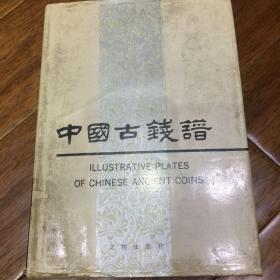 中國古錢譜
ILLUSTRATIVE PLATES
OF CHINESE ANCIENT COINS
文物出版社